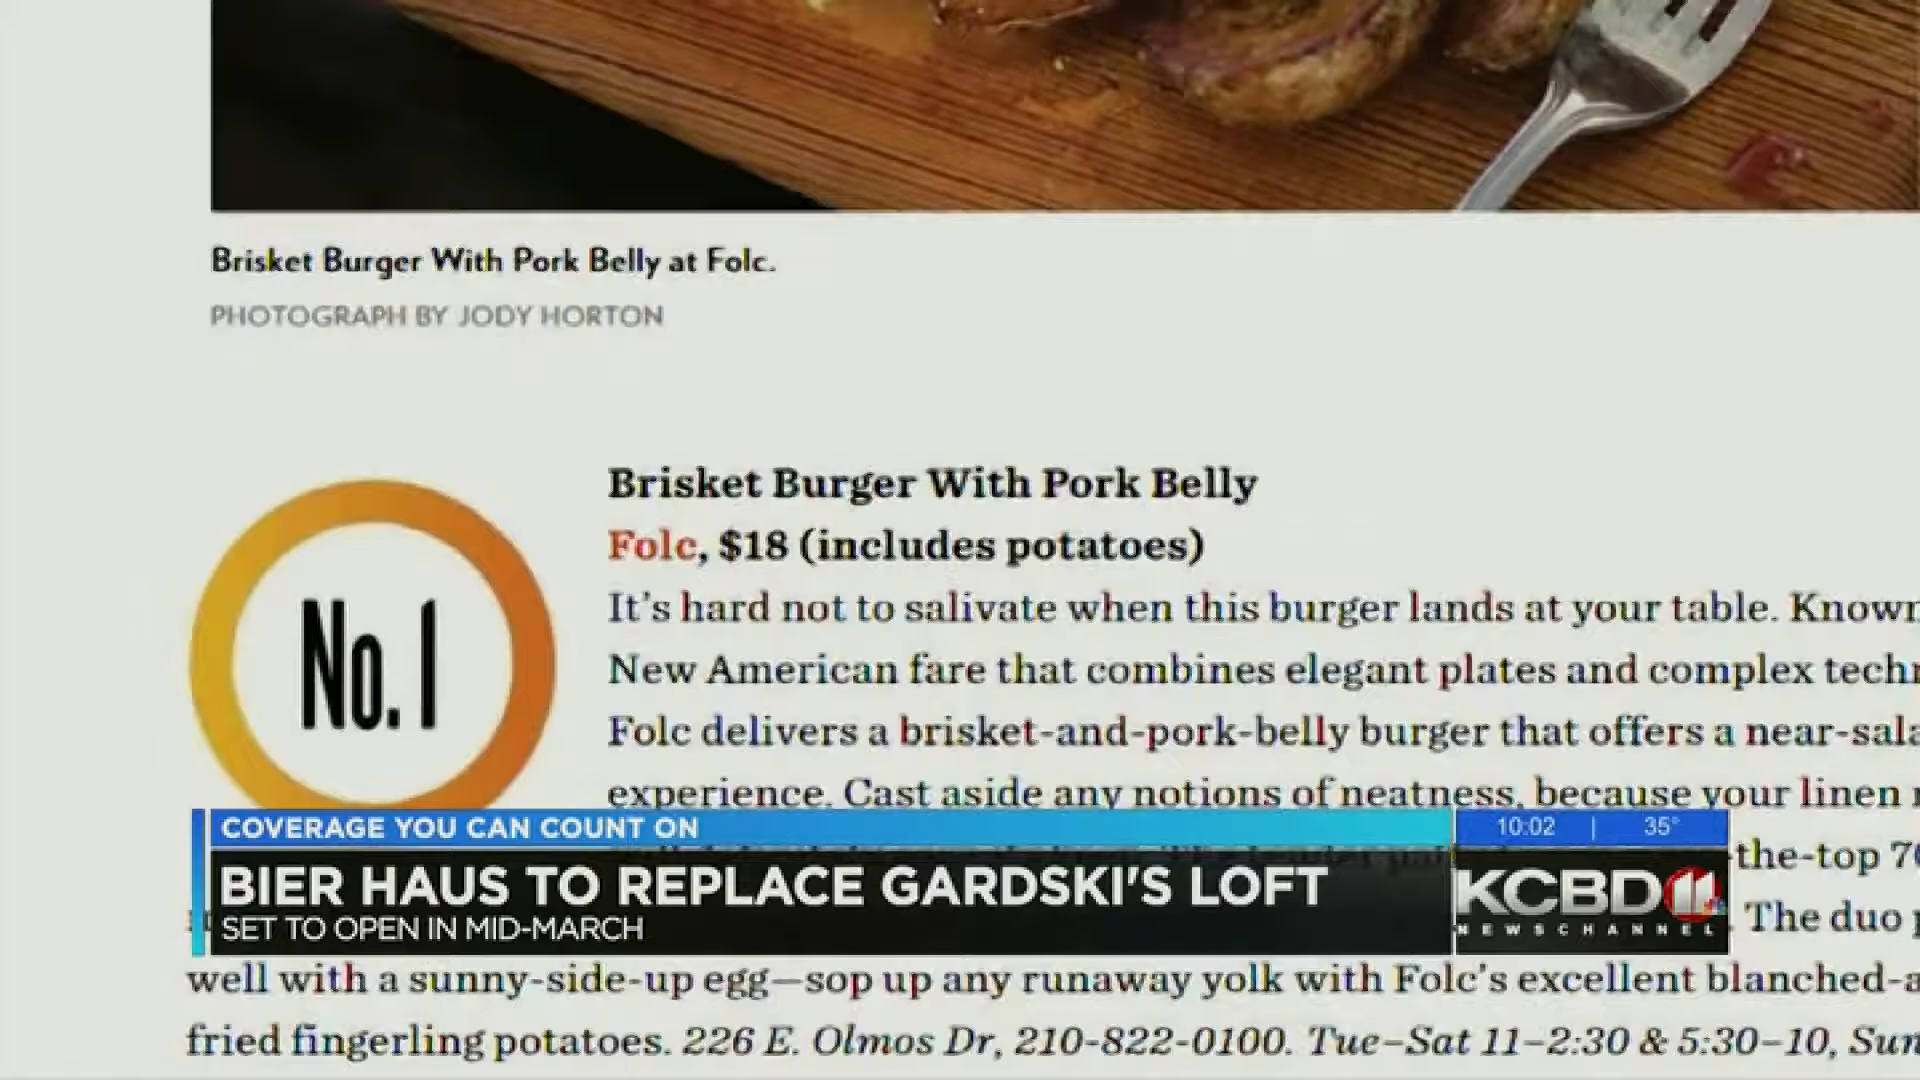 Brisket Burger With Pork Belly at Folc.
PHOTOGRAPH BY JODY HORTON
No. 1
Brisket Burger With Pork Belly
Folc, $18 (includes potatoes)
It's hard not to salivate when this burger lands at your table. Known
New American fare that combines elegant plates and complex techn
Folc delivers a brisket-and-pork-belly burger that offers a near-sala
experience. Cast aside any notions of neatness, because your linen
the-top
The duo
well with a sunny-side-up egg—sop up any runaway yolk with Folc's excellent blanched-a
fried fingerling potatoes. 226 E. Olmos Dr, 210-822-0100. Tue–Sat 11–2:30 & 5:30–10, Sun
COVERAGE YOU CAN COUNT ON
BIER HAUS TO REPLACE GARDSKI'S LOFT
SET TO OPEN IN MID-MARCH
10:02 | 35°
KCBD 11
NEWSCHANNEL